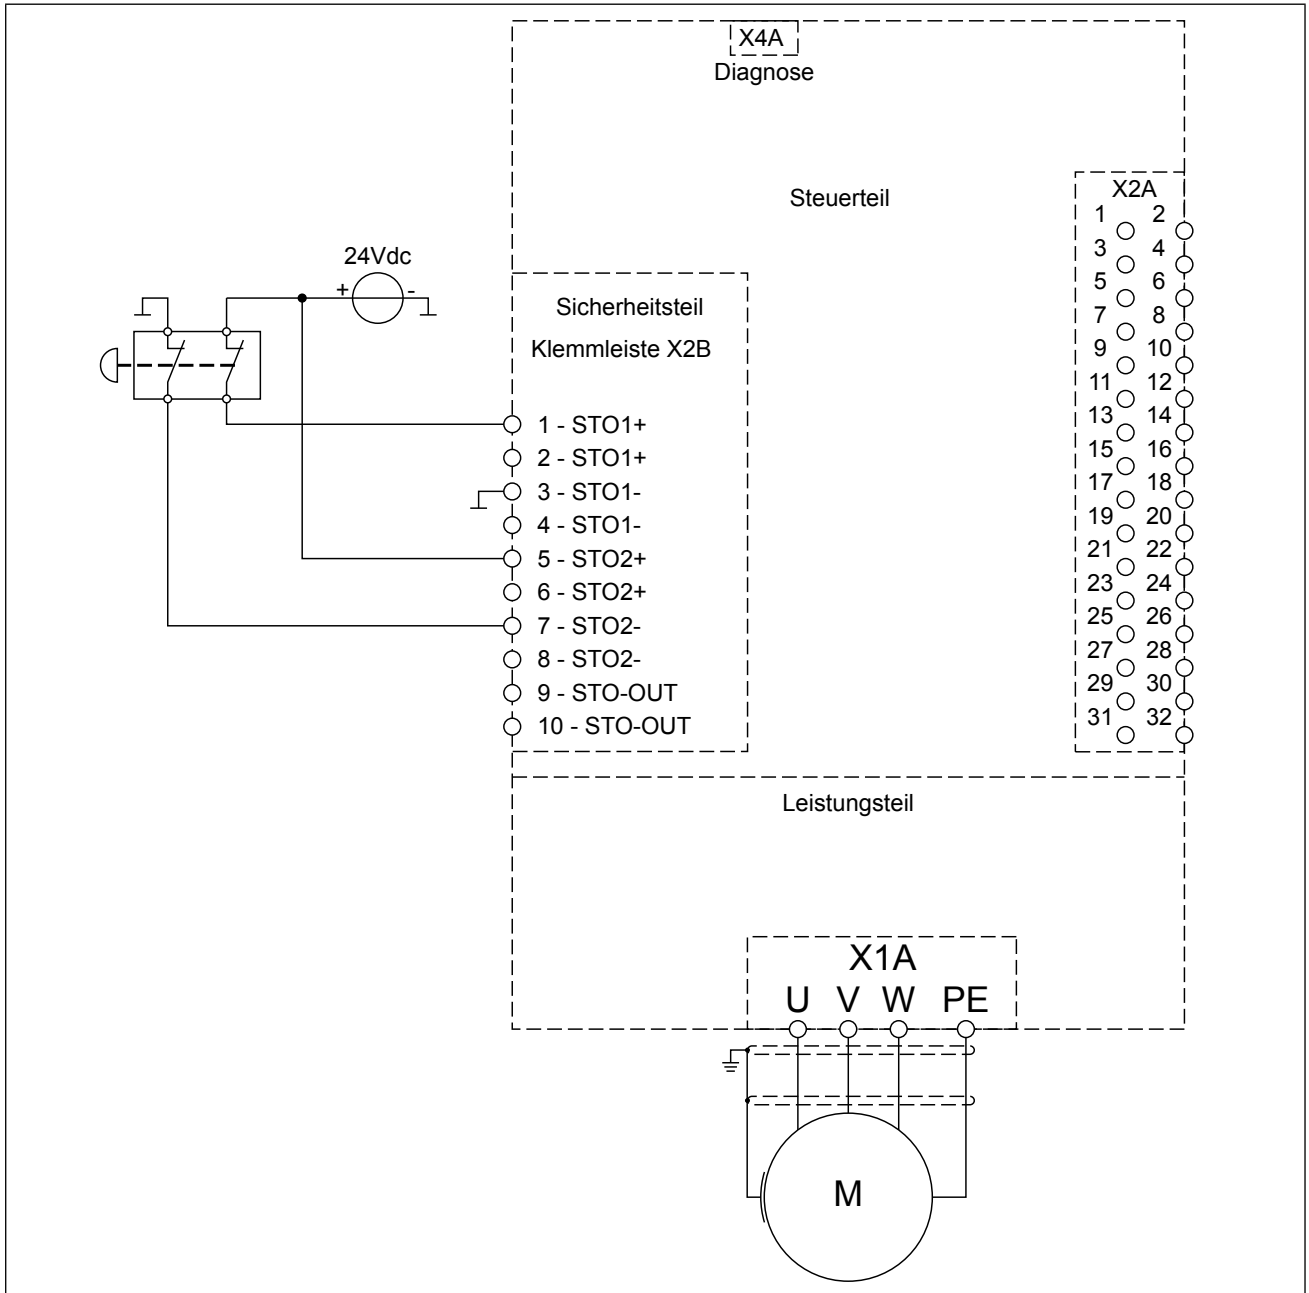 X4A
Diagnose
Steuerteil
X2A
1 2
3 4
5 6
7 8
9 10
11 12
13 14
15 16
17 18
19 20
21 22
23 24
25 26
27 28
29 30
31 32
24Vdc
+ -
Sicherheitsteil
Klemmleiste X2B
1 - STO1+
2 - STO1+
3 - STO1-
4 - STO1-
5 - STO2+
6 - STO2+
7 - STO2-
8 - STO2-
9 - STO-OUT
10 - STO-OUT
Leistungsteil
X1A
U V W PE
M